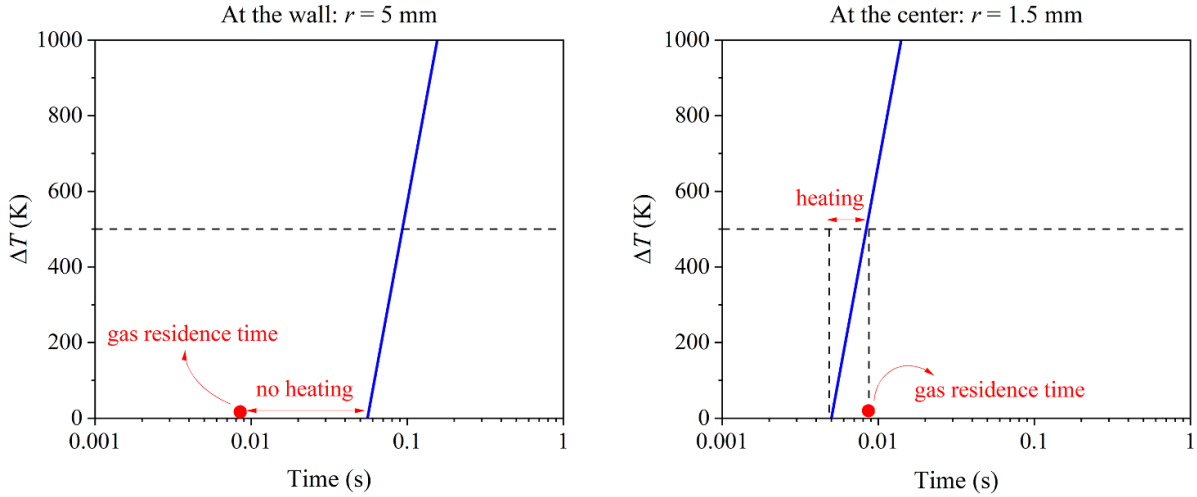 At the wall: r = 5 mm
1000
800
600
400
200
0
ΔT (K)
gas residence time
no heating
0.001
0.01
0.1
1
Time (s)
At the center: r = 1.5 mm
1000
800
600
400
200
0
ΔT (K)
heating
gas residence time
0.001
0.01
0.1
1
Time (s)